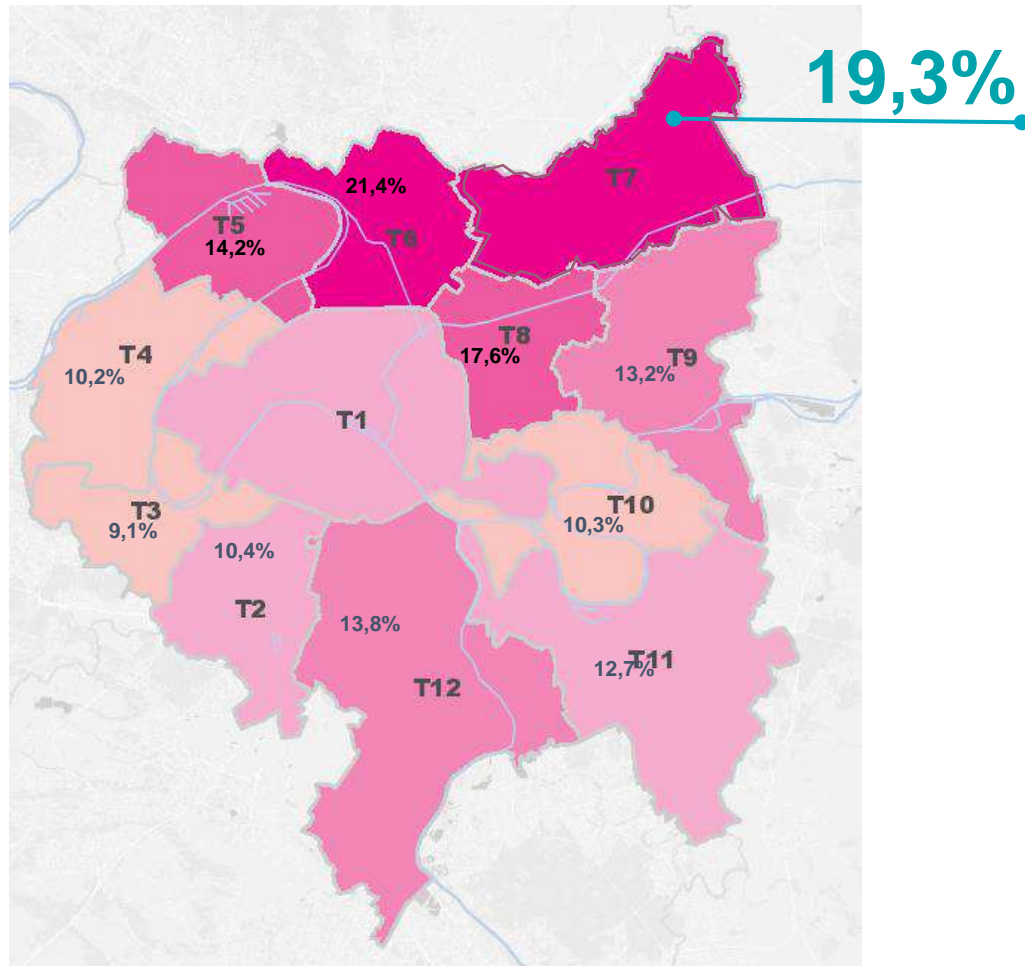 19,3%
T7
21,4%
T6
T5
14,2%
T8
17,6%
T4
10,2%
T9
13,2%
T1
T3
9,1%
T10
10,3%
10,4%
T2
13,8%
T12
T11
12,7%